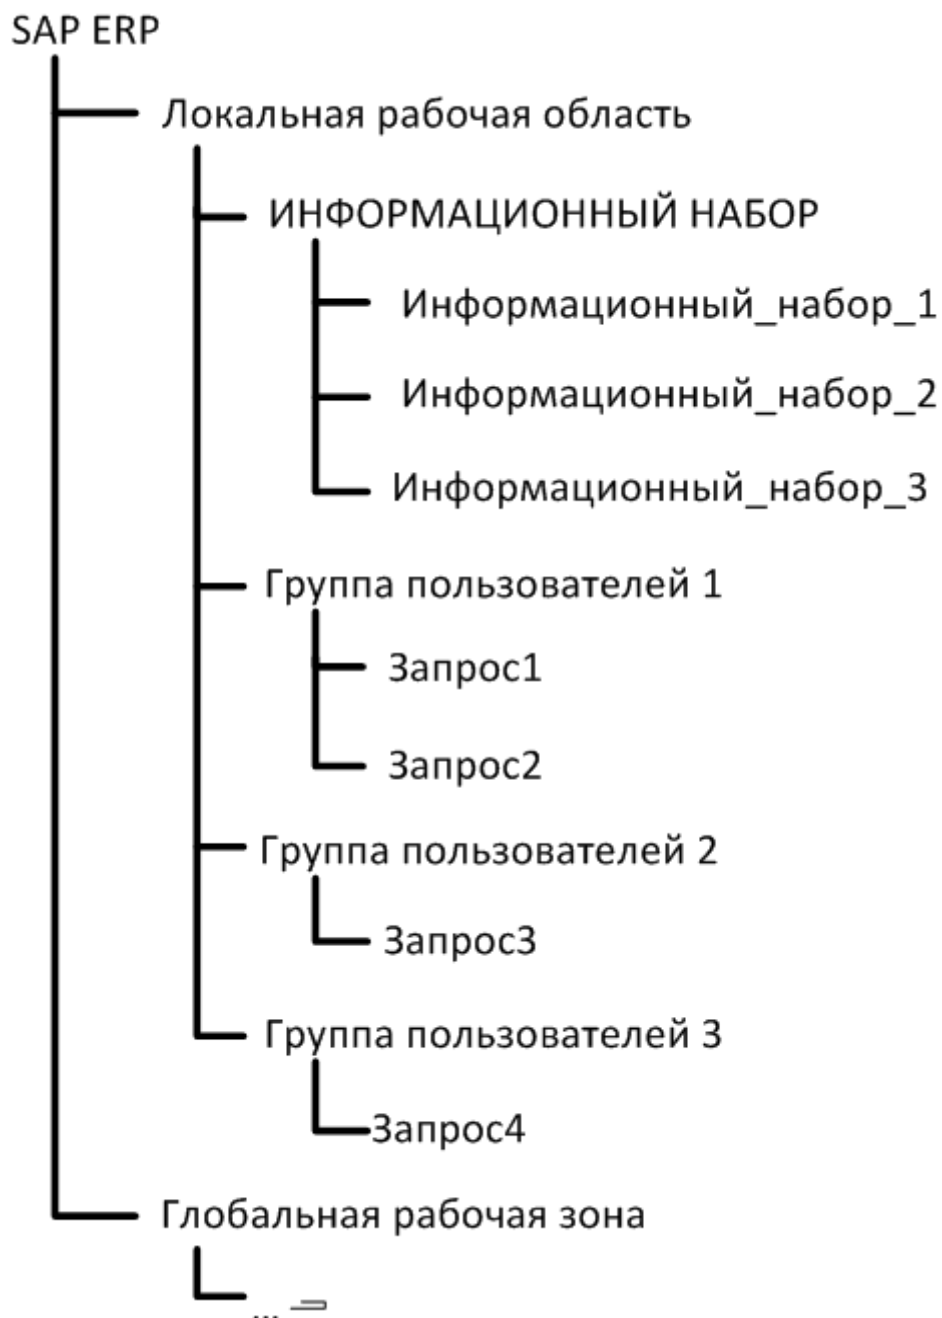 SAP ERP
Локальная рабочая область
ИНФОРМАЦИОННЫЙ НАБОР
Информационный_набор_1
Информационный_набор_2
Информационный_набор_3
Группа пользователей 1
Запрос1
Запрос2
Группа пользователей 2
Запрос3
Группа пользователей 3
Запрос4
Глобальная рабочая зона
...